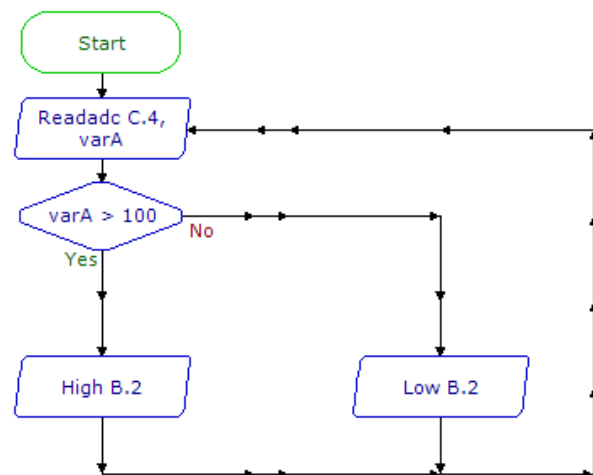 Start
Readadc C.4,
varA
varA > 100
No
Yes
High B.2
Low B.2